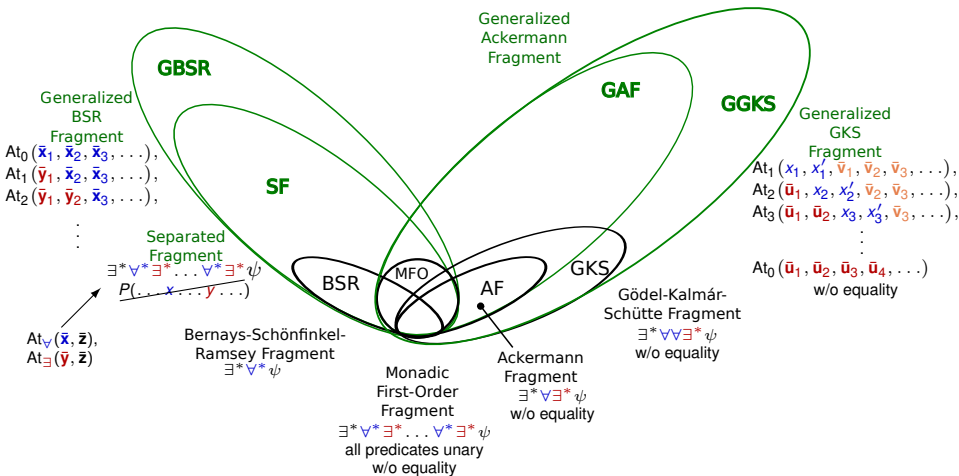 GBSR
Generalized
BSR
Fragment
At₀(x̄₁, x̄₂, x̄₃, . . .),
At₁(ȳ₁, x̄₂, x̄₃, . . .),
At₂(ȳ₁, ȳ₂, x̄₃, . . .),
⋮
SF
Separated
Fragment
∃* ∀* ∃* . . . ∀* ∃* ψ
P(. . . x . . . y . . .)
At∀(x̄, z̄),
At∃(ȳ, z̄)
BSR
Bernays-Schönfinkel-
Ramsey Fragment
∃* ∀* ψ
MFO
Monadic
First-Order
Fragment
∃* ∀* ∃* . . . ∀* ∃* ψ
all predicates unary
w/o equality
AF
Ackermann
Fragment
∃* ∀ ∃* ψ
w/o equality
GKS
Gödel-Kalmár-
Schütte Fragment
∃* ∀∀∃* ψ
w/o equality
Generalized
Ackermann
Fragment
GAF
GGKS
Generalized
GKS
Fragment
At₁(x₁, x′₁, v̄₁, v̄₂, v̄₃, . . .),
At₂(ū₁, x₂, x′₂, v̄₂, v̄₃, . . .),
At₃(ū₁, ū₂, x₃, x′₃, v̄₃, . . .),
⋮
At₀(ū₁, ū₂, ū₃, ū₄, . . .)
w/o equality